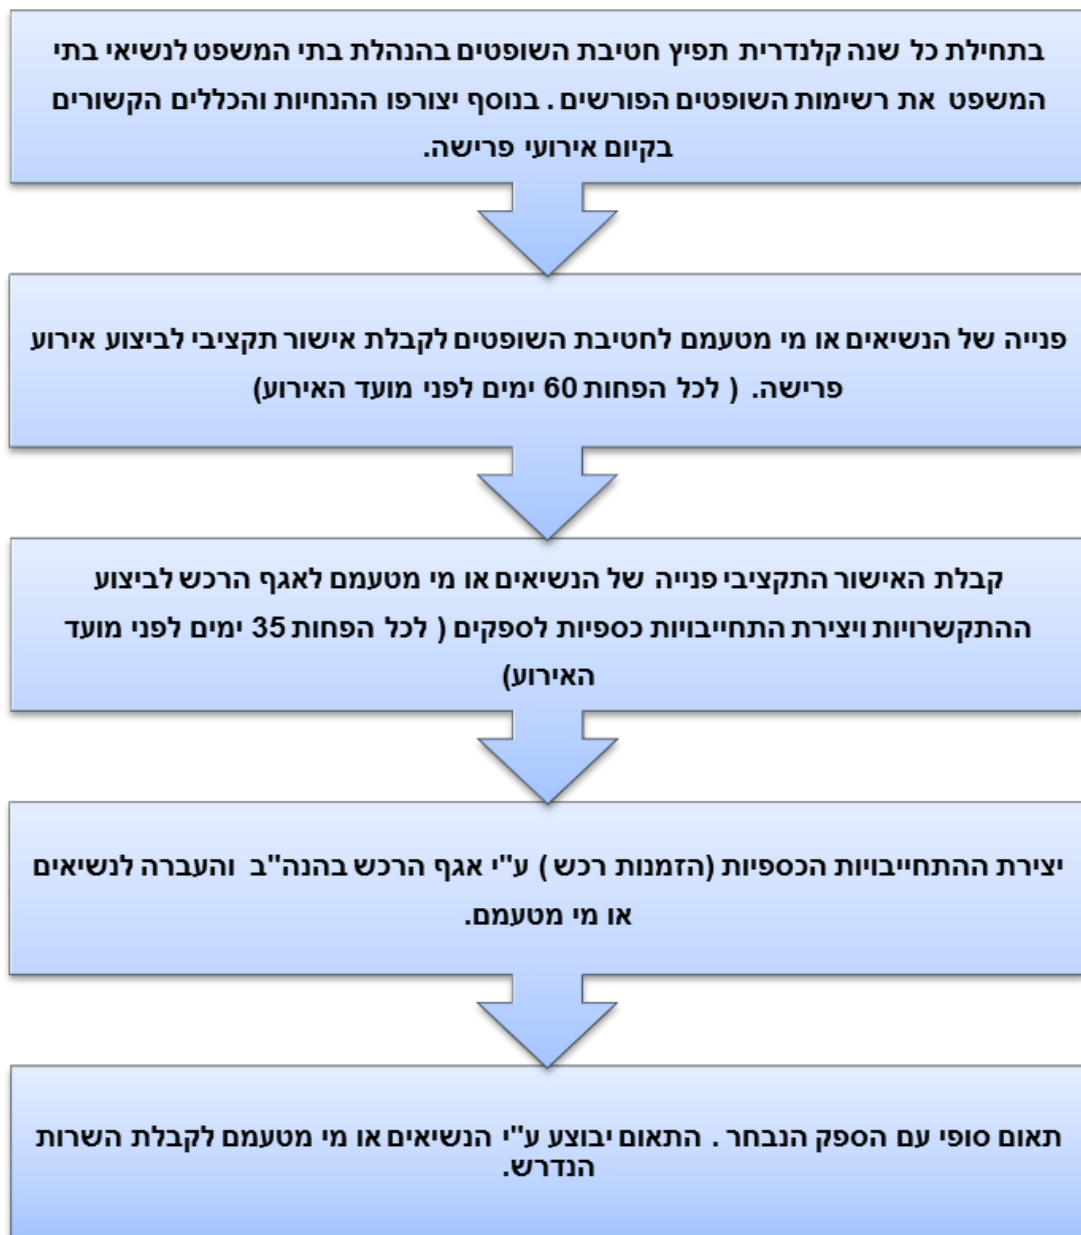 בתחילת כל שנה קלנדרית תפיץ חטיבת השופטים בהנהלת בתי המשפט לנשיאי בתי
המשפט את רשימות השופטים הפורשים . בנוסף יצורפו ההנחיות והכללים הקשורים
בקיום אירועי פרישה.
פנייה של הנשיאים או מי מטעמם לחטיבת השופטים לקבלת אישור תקציבי לביצוע אירוע
פרישה. ( לכל הפחות 60 ימים לפני מועד האירוע)
קבלת האישור התקציבי פנייה של הנשיאים או מי מטעמם לאגף הרכש לביצוע
ההתקשרויות ויצירת התחייבויות כספיות לספקים ( לכל הפחות 35 ימים לפני מועד
האירוע)
יצירת ההתחייבויות הכספיות (הזמנות רכש ) ע"י אגף הרכש בהנה"ב והעברה לנשיאים
או מי מטעמם.
תאום סופי עם הספק הנבחר . התאום יבוצע ע"י הנשיאים או מי מטעמם לקבלת השרות
הנדרש.